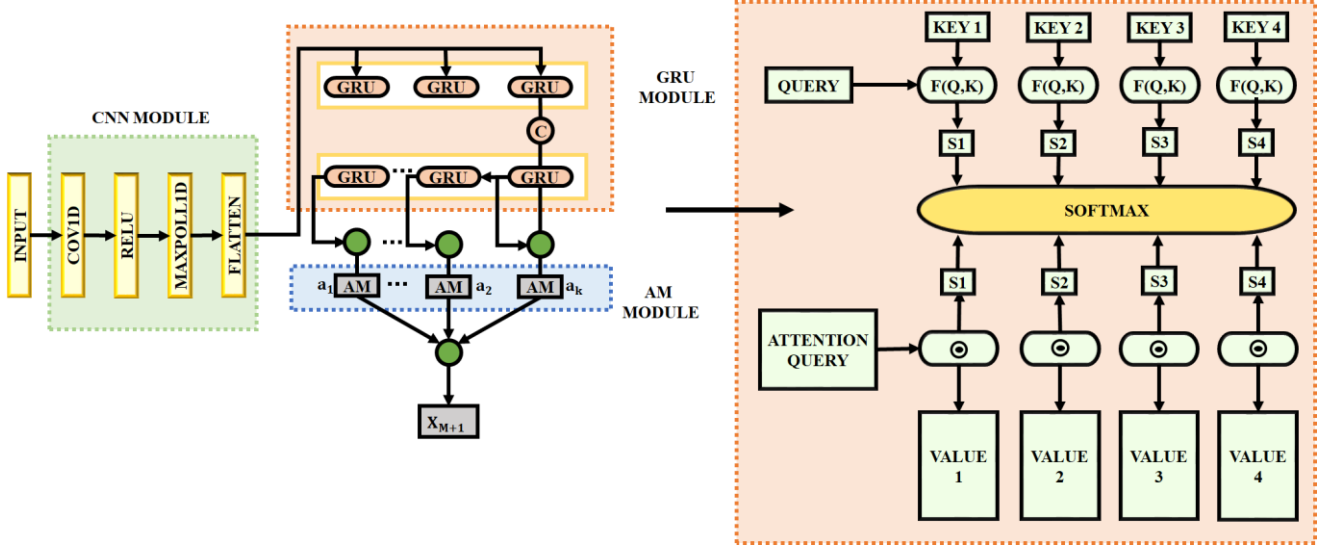 CNN MODULE
INPUT
COV1D
RELU
MAXPOLL1D
FLATTEN
GRU
GRU
GRU
C
GRU
...
GRU
GRU
GRU
MODULE
...
a1
AM
...
AM
a2
AM
ak
AM
MODULE
XM+1
KEY 1
KEY 2
KEY 3
KEY 4
QUERY
F(Q,K)
F(Q,K)
F(Q,K)
F(Q,K)
S1
S2
S3
S4
SOFTMAX
S1
S2
S3
S4
ATTENTION
QUERY
VALUE
1
VALUE
2
VALUE
3
VALUE
4